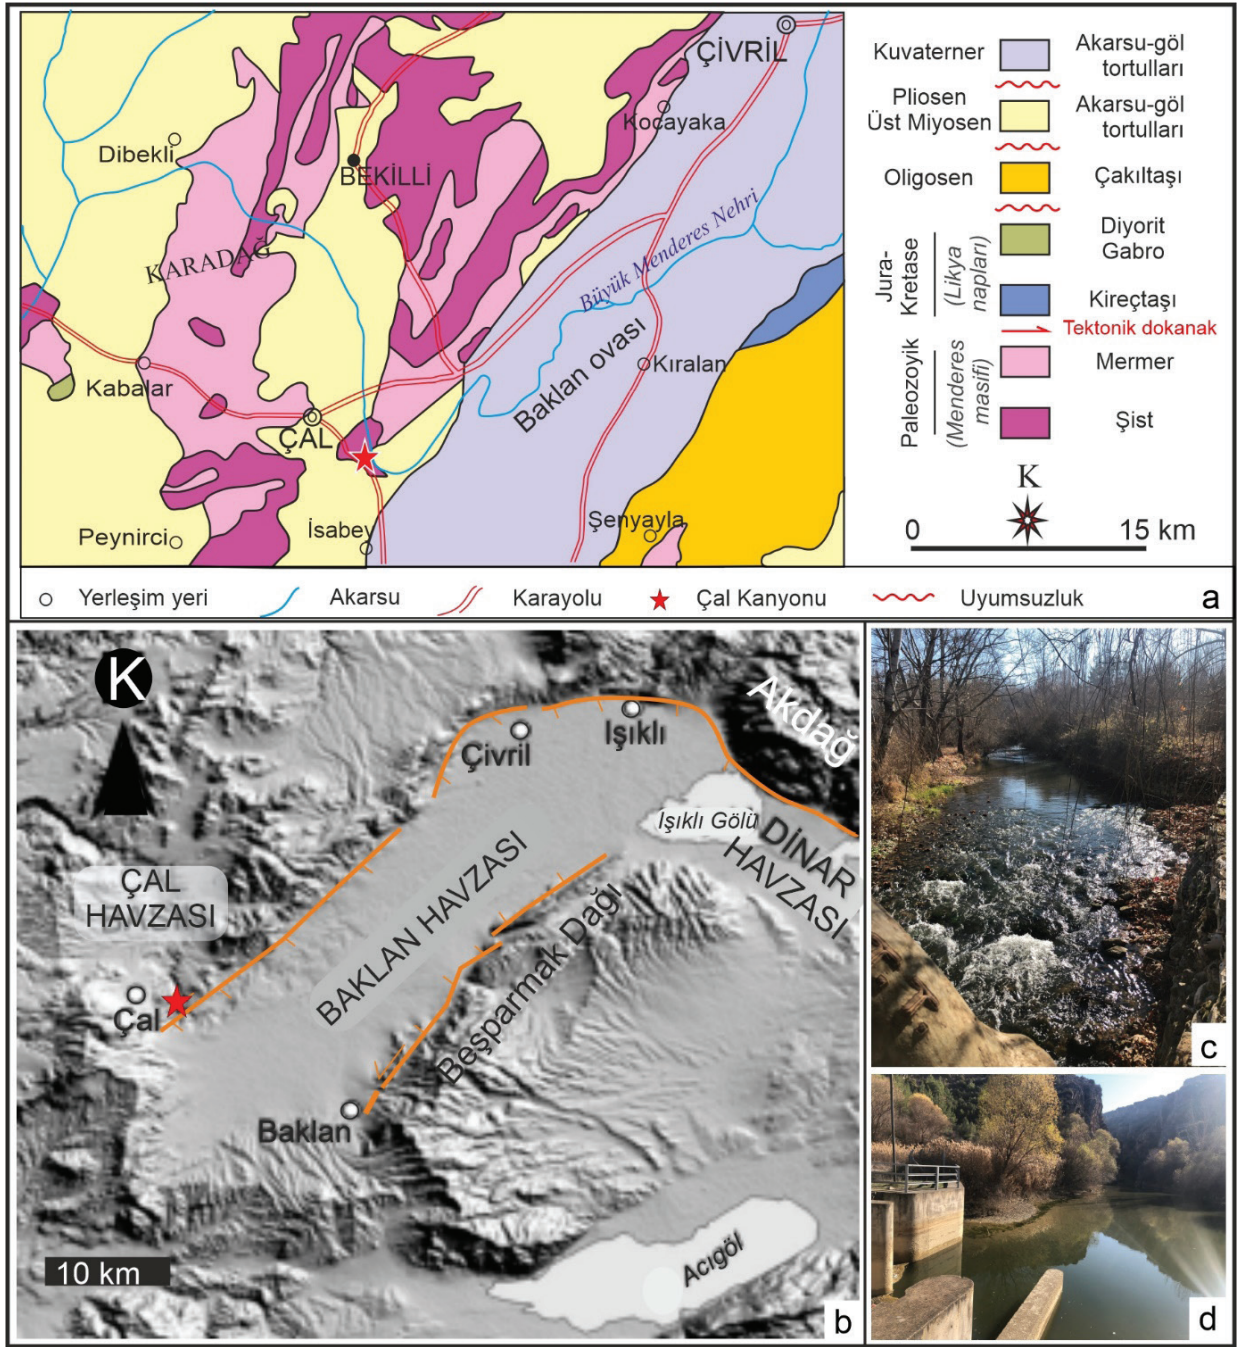 ÇİVRİL
Kocayaka
Dibekli
BEKİLLİ
KARADAĞ
Büyük Menderes Nehri
Baklan ovası
Kıralan
Kabalar
ÇAL
Peynirci
İsabey
Şenyayla
Kuvaterner
Akarsu-göl
tortulları
Pliosen
Üst Miyosen
Akarsu-göl
tortulları
Oligosen
Çakıltaşı
Jura-
Kretase
(Likya
napları)
Diyorit
Gabro
Kireçtaşı
Tektonik dokanak
Paleozoyik
(Menderes
masifi)
Mermer
Şist
K
0 15 km
Yerleşim yeri Akarsu Karayolu Çal Kanyonu Uyumsuzluk a
K
Akdağ
Çivril
Işıklı
Işıklı Gölü
DİNAR
HAVZASI
ÇAL
HAVZASI
BAKLAN HAVZASI
Beşparmak Dağı
Çal
Baklan
10 km
Acıgöl
b
c
d